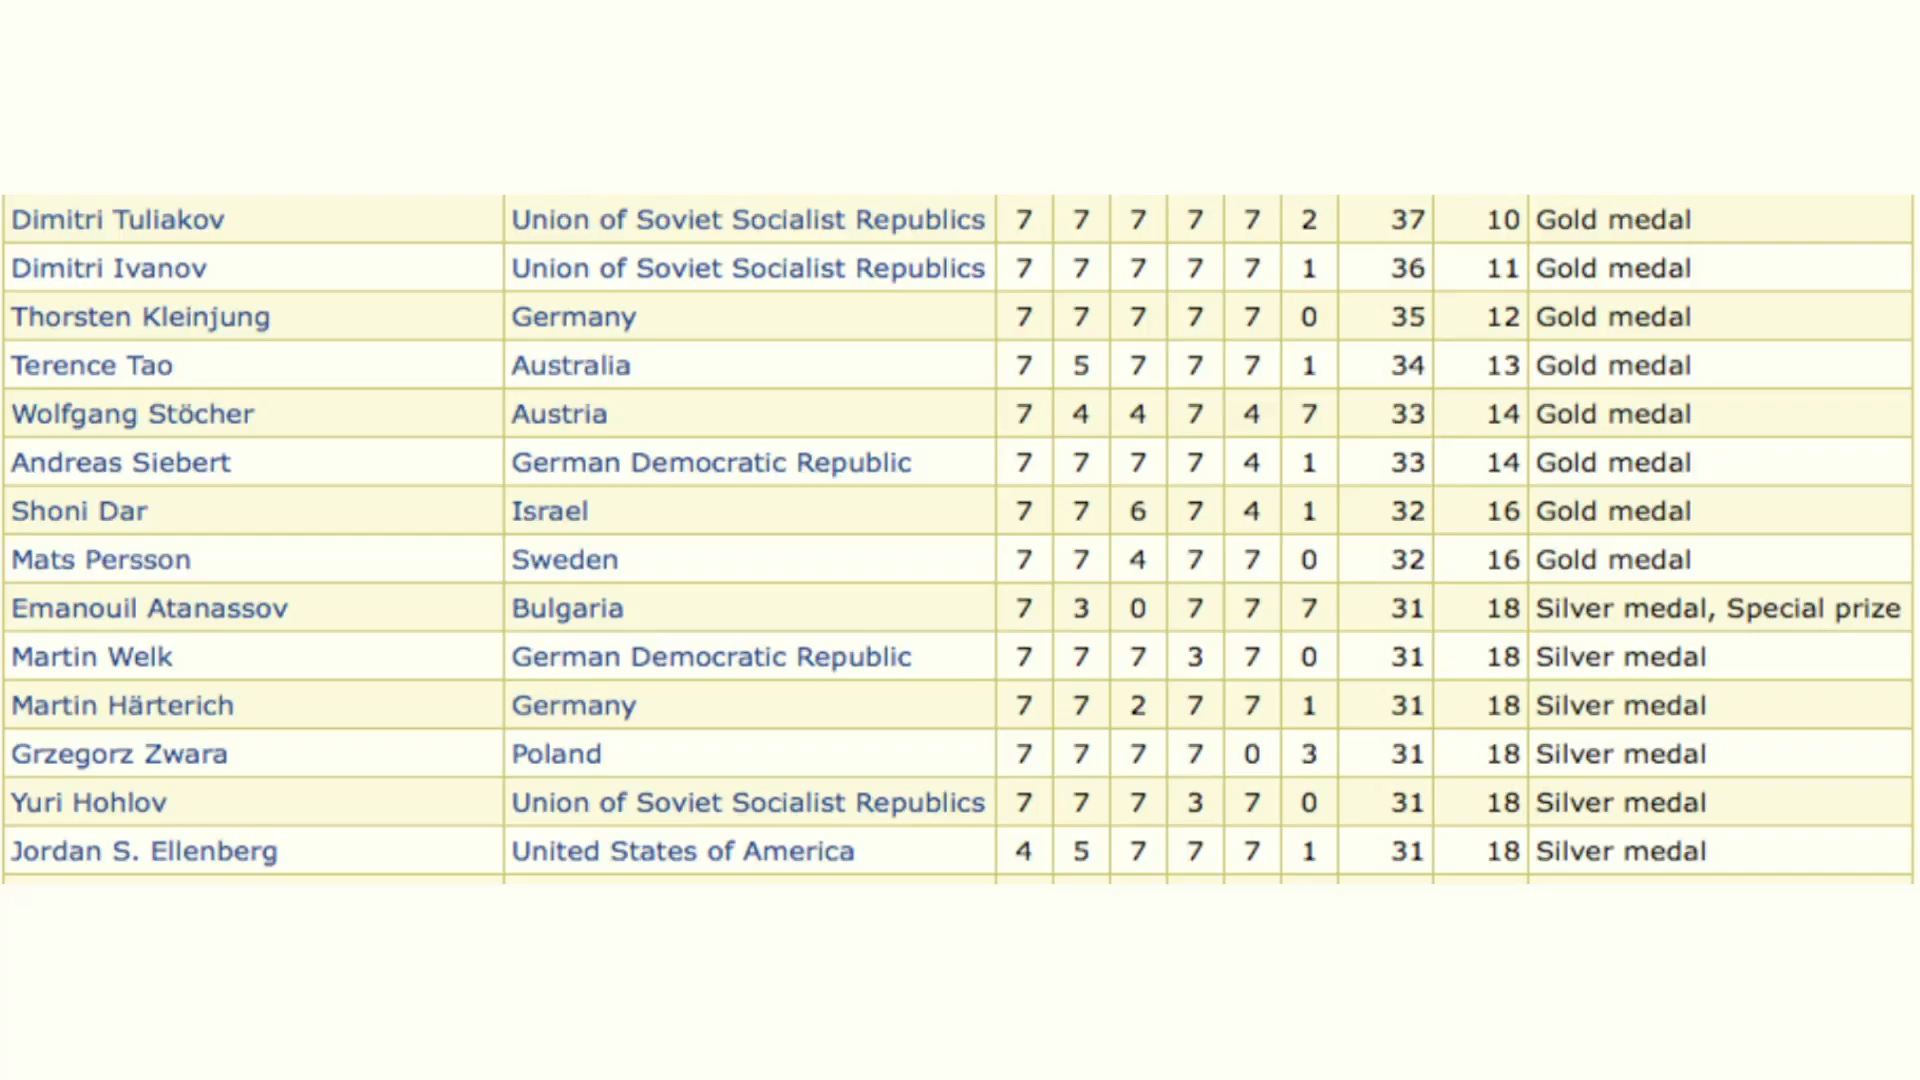 Dimitri Tuliakov Union of Soviet Socialist Republics 7 7 7 7 7 2 37 10 Gold medal
Dimitri Ivanov Union of Soviet Socialist Republics 7 7 7 7 7 1 36 11 Gold medal
Thorsten Kleinjung Germany 7 7 7 7 7 0 35 12 Gold medal
Terence Tao Australia 7 5 7 7 7 1 34 13 Gold medal
Wolfgang Stöcher Austria 7 4 4 7 4 7 33 14 Gold medal
Andreas Siebert German Democratic Republic 7 7 7 7 4 1 33 14 Gold medal
Shoni Dar Israel 7 7 6 7 4 1 32 16 Gold medal
Mats Persson Sweden 7 7 4 7 7 0 32 16 Gold medal
Emanouil Atanassov Bulgaria 7 3 0 7 7 7 31 18 Silver medal, Special prize
Martin Welk German Democratic Republic 7 7 7 3 7 0 31 18 Silver medal
Martin Härterich Germany 7 7 2 7 7 1 31 18 Silver medal
Grzegorz Zwara Poland 7 7 7 7 0 3 31 18 Silver medal
Yuri Hohlov Union of Soviet Socialist Republics 7 7 7 3 7 0 31 18 Silver medal
Jordan S. Ellenberg United States of America 4 5 7 7 7 1 31 18 Silver medal